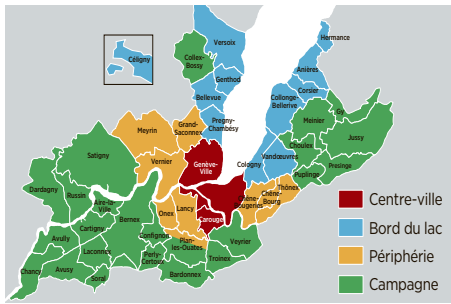 Hermance
Versoix
Céligny
Collex-
Bossy
Anières
Genthod
Corsier
Bellevue
Collonge-
Bellerive
Gy
Pregny-
Chambésy
Meinier
Grand-
Saconnex
Meyrin
Jussy
Choulex
Satigny
Vernier
Genève-
Ville
Vandœuvres
Presinge
Cologny
Puplinge
Dardagny
Russin
Thônex
Chêne-
Bourg
Chêne-
Bougeries
Aire-la-
Ville
Lancy
Onex
Carouge
Bernex
Cartigny
Confignon
Avully
Plan-
les-Ouates
Veyrier
Laconnex
Perly-
Certoux
Troinex
Chancy
Avusy
Soral
Bardonnex
Centre-ville
Bord du lac
Périphérie
Campagne